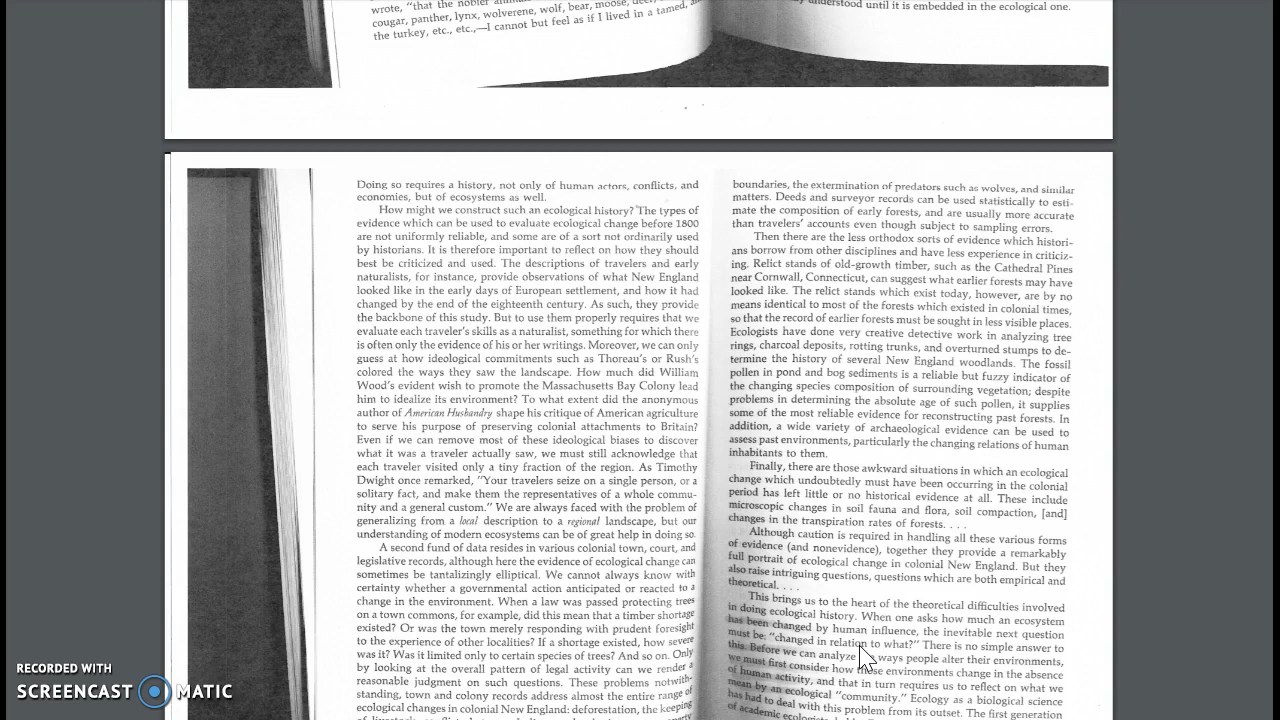 wrote, "that the nobler
cougar, panther, lynx, wolverene, wolf, bear, moose, deer,
the turkey, etc., etc.,—I cannot but feel as if I lived in a tamed,
understood until it is embedded in the ecological one.
Doing so requires a history, not only of human actors, conflicts, and
economies, but of ecosystems as well.
How might we construct such an ecological history? The types of
evidence which can be used to evaluate ecological change before 1800
are not uniformly reliable, and some are of a sort not ordinarily used
by historians. It is therefore important to reflect on how they should
best be criticized and used. The descriptions of travelers and early
naturalists, for instance, provide observations of what New England
looked like in the early days of European settlement, and how it had
changed by the end of the eighteenth century. As such, they provide
the backbone of this study. But to use them properly requires that we
evaluate each traveler's skills as a naturalist, something for which there
is often only the evidence of his or her writings. Moreover, we can only
guess at how ideological commitments such as Thoreau's or Rush's
colored the ways they saw the landscape. How much did William
Wood's evident wish to promote the Massachusetts Bay Colony lead
him to idealize its environment? To what extent did the anonymous
author of American Husbandry shape his critique of American agriculture
to serve his purpose of preserving colonial attachments to Britain?
Even if we can remove most of these ideological biases to discover
what it was a traveler actually saw, we must still acknowledge that
each traveler visited only a tiny fraction of the region. As Timothy
Dwight once remarked, "Your travelers seize on a single person, or a
solitary fact, and make them the representatives of a whole commu-
nity and a general custom." We are always faced with the problem of
generalizing from a local description to a regional landscape, but our
understanding of modern ecosystems can be of great help in doing so.
A second fund of data resides in various colonial town, court, and
legislative records, although here the evidence of ecological change can
sometimes be tantalizingly elliptical. We cannot always know with
certainty whether a governmental action anticipated or reacted to a
change in the environment. When a law was passed protecting trees
on a town commons, for example, did this mean that a timber shortage
existed? Or was the town merely responding with prudent foresight
to the experience of other localities? If a shortage existed, how severe
was it? Was it limited only to certain species of trees? And so on. Only
by looking at the overall pattern of legal activity can we render a
reasonable judgment on such questions. These problems notwith-
standing, town and colony records address almost the entire range of
ecological changes in colonial New England: deforestation, the keeping
boundaries, the extermination of predators such as wolves, and similar
matters. Deeds and surveyor records can be used statistically to esti-
mate the composition of early forests, and are usually more accurate
than travelers' accounts even though subject to sampling errors.
Then there are the less orthodox sorts of evidence which histori-
ans borrow from other disciplines and have less experience in criticiz-
ing. Relict stands of old-growth timber, such as the Cathedral Pines
near Cornwall, Connecticut, can suggest what earlier forests may have
looked like. The relict stands which exist today, however, are by no
means identical to most of the forests which existed in colonial times,
so that the record of earlier forests must be sought in less visible places.
Ecologists have done very creative detective work in analyzing tree
rings, charcoal deposits, rotting trunks, and overturned stumps to de-
termine the history of several New England woodlands. The fossil
pollen in pond and bog sediments is a reliable but fuzzy indicator of
the changing species composition of surrounding vegetation; despite
problems in determining the absolute age of such pollen, it supplies
some of the most reliable evidence for reconstructing past forests. In
addition, a wide variety of archaeological evidence can be used to
assess past environments, particularly the changing relations of human
inhabitants to them.
Finally, there are those awkward situations in which an ecological
change which undoubtedly must have been occurring in the colonial
period has left little or no historical evidence at all. These include
microscopic changes in soil fauna and flora, soil compaction, [and]
changes in the transpiration rates of forests. . . .
Although caution is required in handling all these various forms
of evidence (and nonevidence), together they provide a remarkably
full portrait of ecological change in colonial New England. But they
also raise intriguing questions, questions which are both empirical and
theoretical. . . .
This brings us to the heart of the theoretical difficulties involved
in doing ecological history. When one asks how much an ecosystem
has been changed by human influence, the inevitable next question
must be: "changed in relation to what?" There is no simple answer to
this. Before we can analyze ways people alter their environments,
we must first consider how those environments change in the absence
of human activity, and that in turn requires us to reflect on what we
mean by an ecological "community." Ecology as a biological science
has had to deal with this problem from its outset. The first generation
of academic
RECORDED WITH
SCREENCAST MATIC